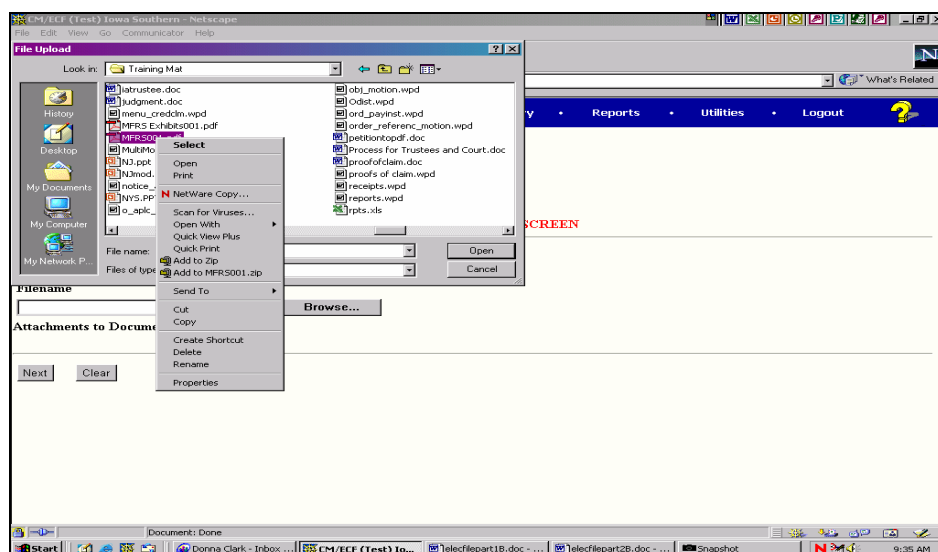 CM/ECF (Test) Iowa Southern - Netscape
File Edit View Go Communicator Help
File Upload
Look in: Training Mat
What's Related
Reports • Utilities • Logout
History
Desktop
My Documents
My Computer
My Network P...
iatrustee.doc
judgment.doc
menu_credclm.wpd
MFRS Exhibits001.pdf
MFRS001.pdf
MultiMo
NJ.ppt
NJmod.
notice_
NYS.PP
o_aplc_
obj_motion.wpd
Odist.wpd
ord_payinst.wpd
order_referenc_motion.wpd
petitiontopdf.doc
Process for Trustees and Court.doc
proofofclaim.doc
proofs of claim.wpd
receipts.wpd
reports.wpd
rpts.xls
Select
Open
Print
NetWare Copy...
Scan for Viruses...
Open With
Quick View Plus
Quick Print
Add to Zip
Add to MFRS001.zip
Send To
Cut
Copy
Create Shortcut
Delete
Rename
Properties
File name:
Open
Files of type
Cancel
SCREEN
Filename
Browse...
Attachments to Docume
Next Clear
Document: Done
Start Donna Clark - Inbox ... CM/ECF (Test) Io... elecfilepart1B.doc - ... elecfilepart2B.doc - ... Snapshot 9:35 AM